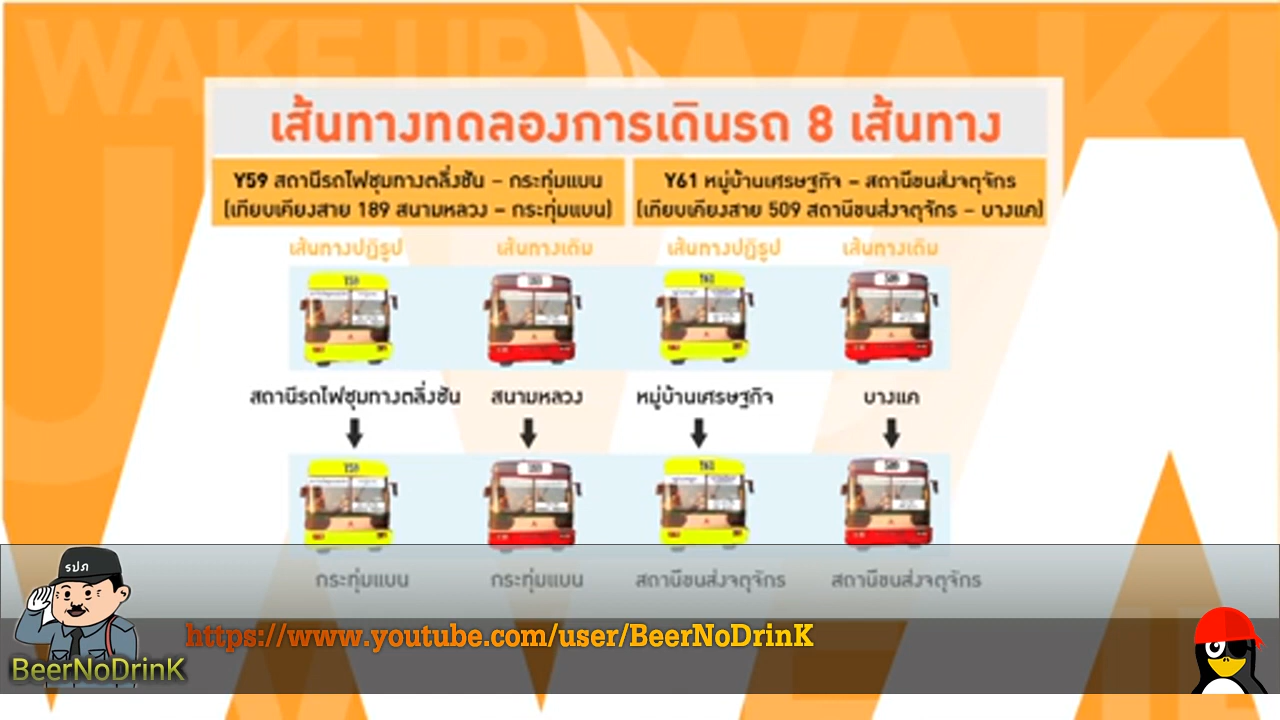 WAKE UP
เส้นทางทดลองการเดินรถ 8 เส้นทาง
Y59 สถานีรถไฟชุมทางตลิ่งชัน – กระทุ่มแบน
(เทียบเคียงสาย 189 สนามหลวง – กระทุ่มแบน)
Y61 หมู่บ้านเศรษฐกิจ – สถานีขนส่งจตุจักร
(เทียบเคียงสาย 509 สถานีขนส่งจตุจักร – บางแค)
เส้นทางปฏิรูป
เส้นทางเดิม
เส้นทางปฏิรูป
เส้นทางเดิม
Y59
Y61
สถานีรถไฟชุมทางตลิ่งชัน
สนามหลวง
หมู่บ้านเศรษฐกิจ
บางแค
Y59
Y61
กระทุ่มแบน
กระทุ่มแบน
สถานีขนส่งจตุจักร
สถานีขนส่งจตุจักร
รปภ
https://www.youtube.com/user/BeerNoDrinK
BeerNoDrinK